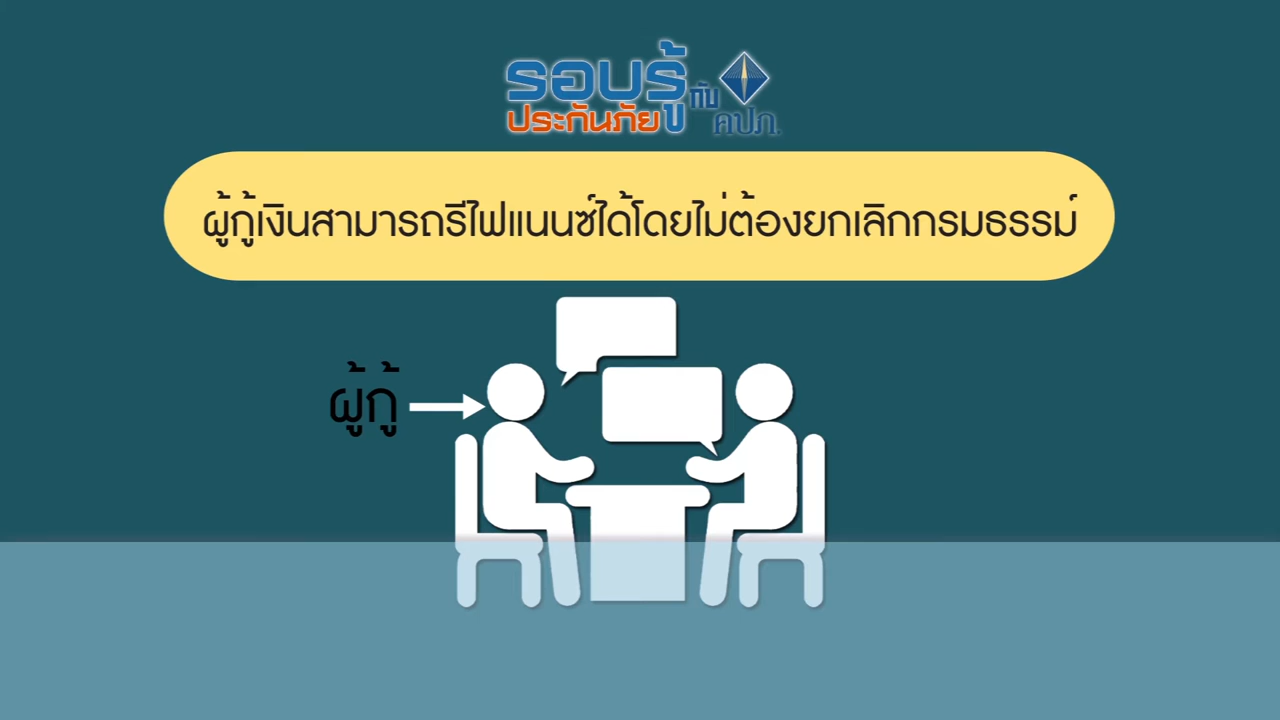 รอบรู้
ประกันภัย
กับ
คปภ.
ผู้กู้เงินสามารถรีไฟแนนซ์ได้โดยไม่ต้องยกเลิกกรมธรรม์
ผู้กู้